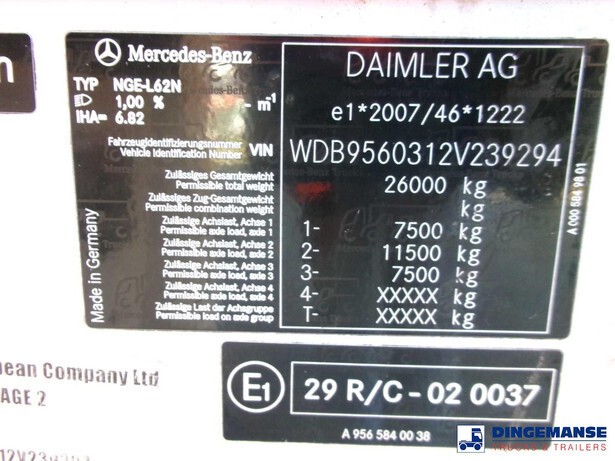 Mercedes-Benz
DAIMLER AG
TYP NGE-L62N
1,00 % - m-1
IHA= 6.82
e1*2007/46*1222
Fahrzeugidentifizierungsnummer
Vehicle Identification Number VIN
WDB9560312V239294
Zulässiges Gesamtgewicht
Permissible total weight
26000 kg
Zulässiges Zug-Gesamtgewicht
Permissible combination weight
kg
Zulässige Achslast, Achse 1
Permissible axle load, axle 1
1- 7500 kg
Zulässige Achslast, Achse 2
Permissible axle load, axle 2
2- 11500 kg
Zulässige Achslast, Achse 3
Permissible axle load, axle 3
3- 7500 kg
Zulässige Achslast, Achse 4
Permissible axle load, axle 4
4- XXXXX kg
Zulässige Last der Achsgruppe
Permissible load on axle group
T- XXXXX kg
Made in Germany
A 000 584 98 01
ean Company Ltd
AGE 2
E1
29 R/C - 02 0037
A 956 584 00 38
DINGEMANSE
TRUCKS & TRAILERS